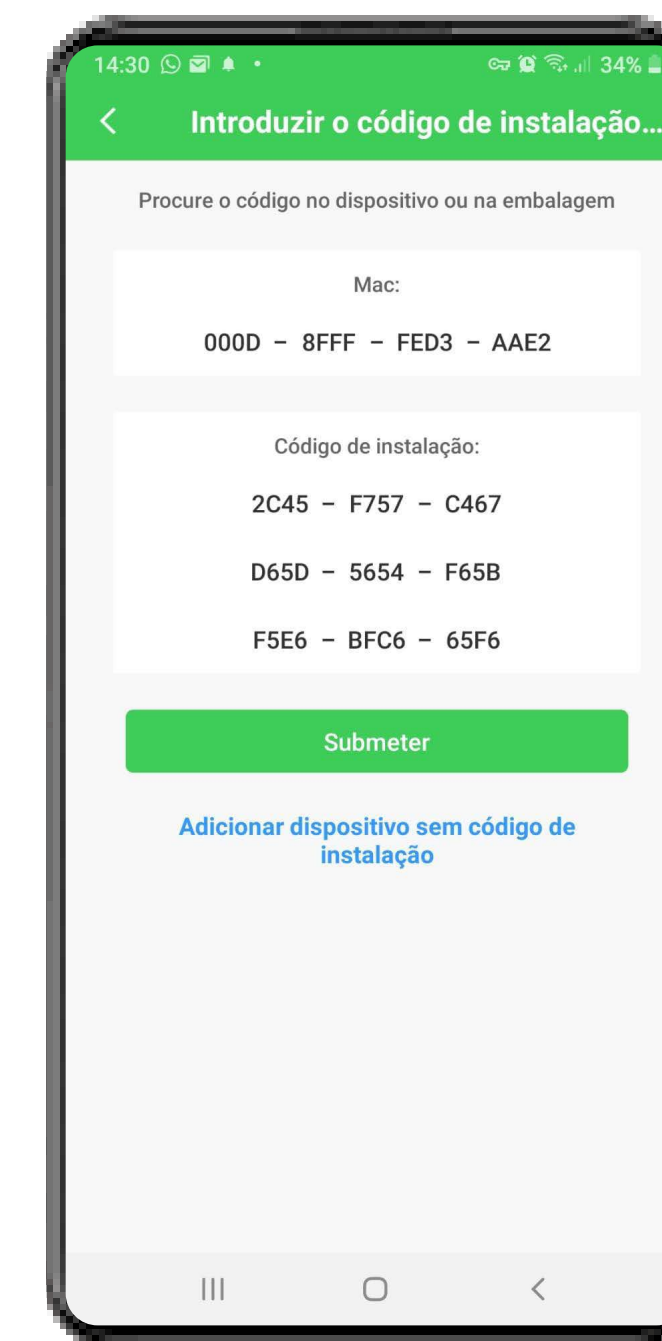 14:30 34%
Introduzir o código de instalação...
Procure o código no dispositivo ou na embalagem
Mac:
000D – 8FFF – FED3 – AAE2
Código de instalação:
2C45 – F757 – C467
D65D – 5654 – F65B
F5E6 – BFC6 – 65F6
Submeter
Adicionar dispositivo sem código de
instalação